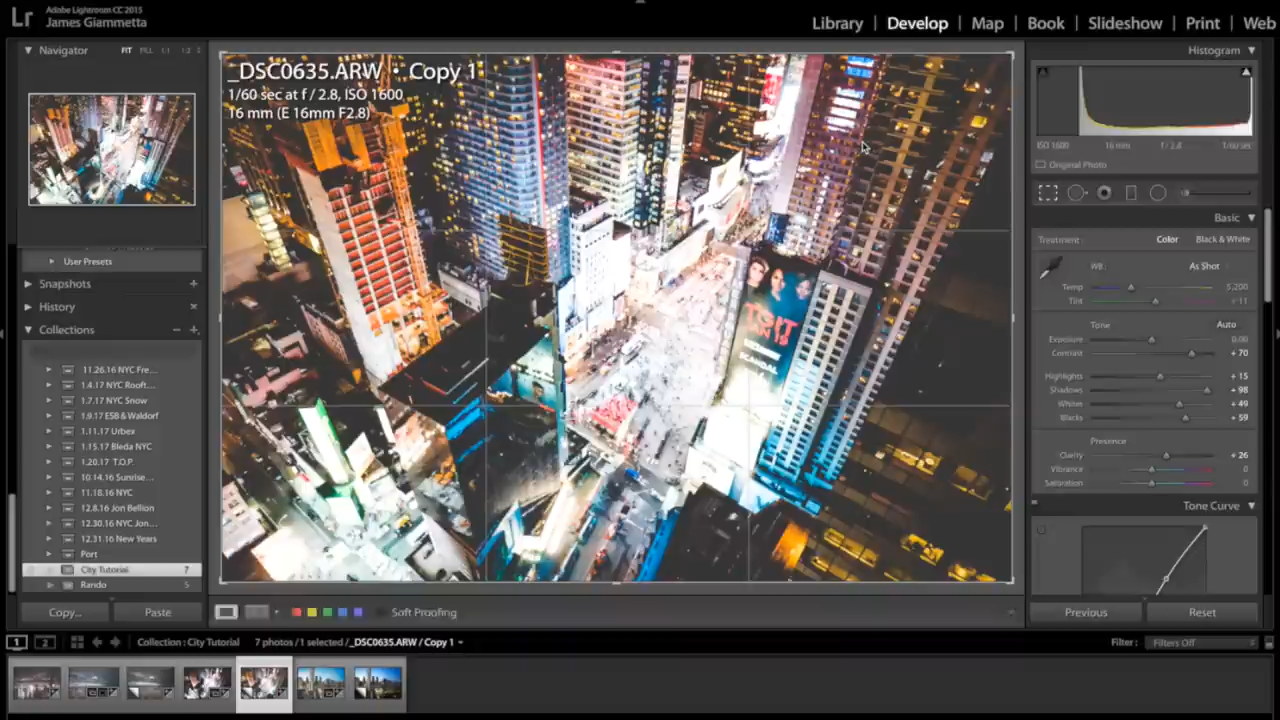 Lr
Adobe Lightroom CC 2015
James Giammetta
Library | Develop | Map | Book | Slideshow | Print | Web
Navigator FIT FILL 1:1
User Presets
Snapshots
History
Collections
11.26.16 NYC Fre...
1.4.17 NYC Rooft...
1.7.17 NYC Snow
1.9.17 ESB & Waldorf
1.11.17 Urbex
1.15.17 Bleda NYC
1.20.17 T.O.P.
10.14.16 Sunrise...
11.18.16 NYC
12.8.16 Jon Bellion
12.30.16 NYC Jon...
12.31.16 New Years
Port
City Tutorial 7
Rando 5
Copy... Paste
_DSC0635.ARW • Copy 1
1/60 sec at f / 2.8, ISO 1600
16 mm (E 16mm F2.8)
Soft Proofing
Histogram
ISO 1600 16 mm f / 2.8 1/60 sec
Original Photo
Basic
Treatment : Color Black & White
WB : As Shot
Temp 5,200
Tint + 11
Tone Auto
Exposure 0.00
Contrast + 70
Highlights + 15
Shadows + 98
Whites + 49
Blacks + 59
Presence
Clarity + 26
Vibrance 0
Saturation 0
Tone Curve
Previous Reset
1 2 Collection : City Tutorial 7 photos / 1 selected / _DSC0635.ARW / Copy 1
Filter : Filters Off